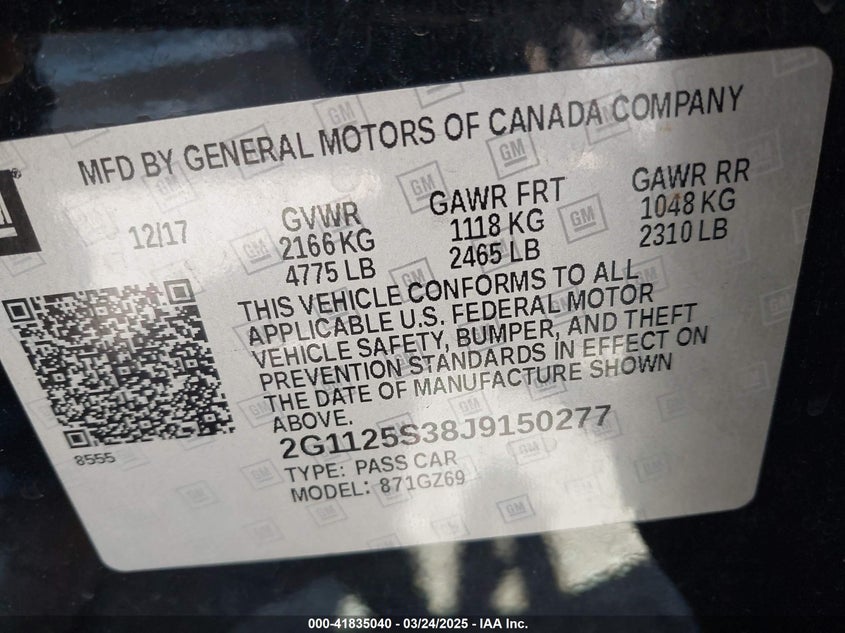 MFD BY GENERAL MOTORS OF CANADA COMPANY
12/17
GVWR
2166 KG
4775 LB
GAWR FRT
1118 KG
2465 LB
GAWR RR
1048 KG
2310 LB
THIS VEHICLE CONFORMS TO ALL
APPLICABLE U.S. FEDERAL MOTOR
VEHICLE SAFETY, BUMPER, AND THEFT
PREVENTION STANDARDS IN EFFECT ON
THE DATE OF MANUFACTURE SHOWN
ABOVE.
2G1125S38J9150277
8555
TYPE: PASS CAR
MODEL: 871GZ69
000-41835040 — 03/24/2025 — IAA Inc.